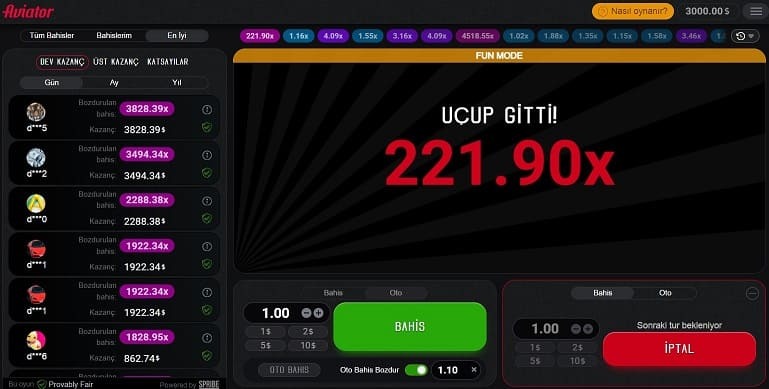 Aviator
? Nasıl oynanır? 3000.00 $
Tüm Bahisler Bahislerim En İyi
221.90x 1.16x 4.09x 1.55x 3.16x 4.09x 4518.55x 1.02x 1.88x 1.35x 1.15x 1.58x 3.46x
FUN MODE
DEV KAZANÇ ÜST KAZANÇ KATSAYILAR
Gün Ay Yıl
Bozdurulan bahis: 3828.39x
d***5 Kazanç: 3828.39 $
Bozdurulan bahis: 3494.34x
d***2 Kazanç: 3494.34 $
Bozdurulan bahis: 2288.38x
d***0 Kazanç: 2288.38 $
Bozdurulan bahis: 1922.34x
d***1 Kazanç: 1922.34 $
Bozdurulan bahis: 1922.34x
d***1 Kazanç: 1922.34 $
Bozdurulan bahis: 1828.95x
d***6 Kazanç: 862.74 $
Bu oyun Provably Fair Powered by SPRIBE
UÇUP GİTTİ!
221.90x
Bahis Oto
1.00
1$ 2$
5$ 10$
BAHİS
OTO BAHİS Oto Bahis Bozdur 1.10 ×
Bahis Oto
1.00
1$ 2$
5$ 10$
Sonraki tur bekleniyor
İPTAL